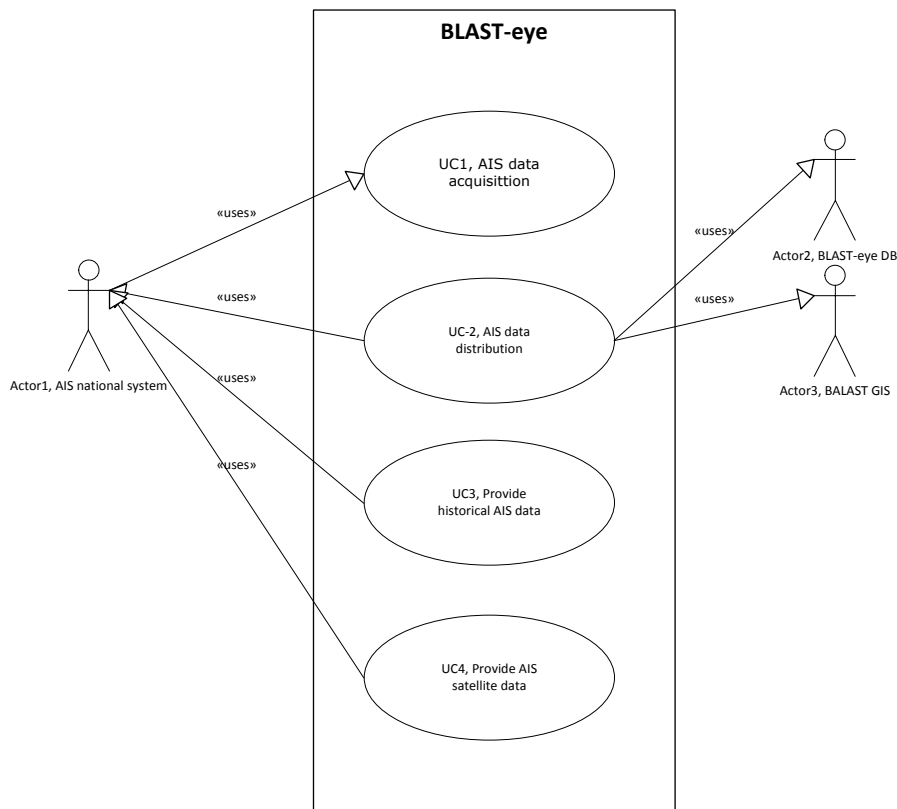 BLAST-eye
UC1, AIS data
acquisittion
«uses»
«uses»
Actor2, BLAST-eye DB
«uses»
UC-2, AIS data
distribution
«uses»
Actor1, AIS national system
«uses»
Actor3, BALAST GIS
«uses»
UC3, Provide
historical AIS data
UC4, Provide AIS
satellite data